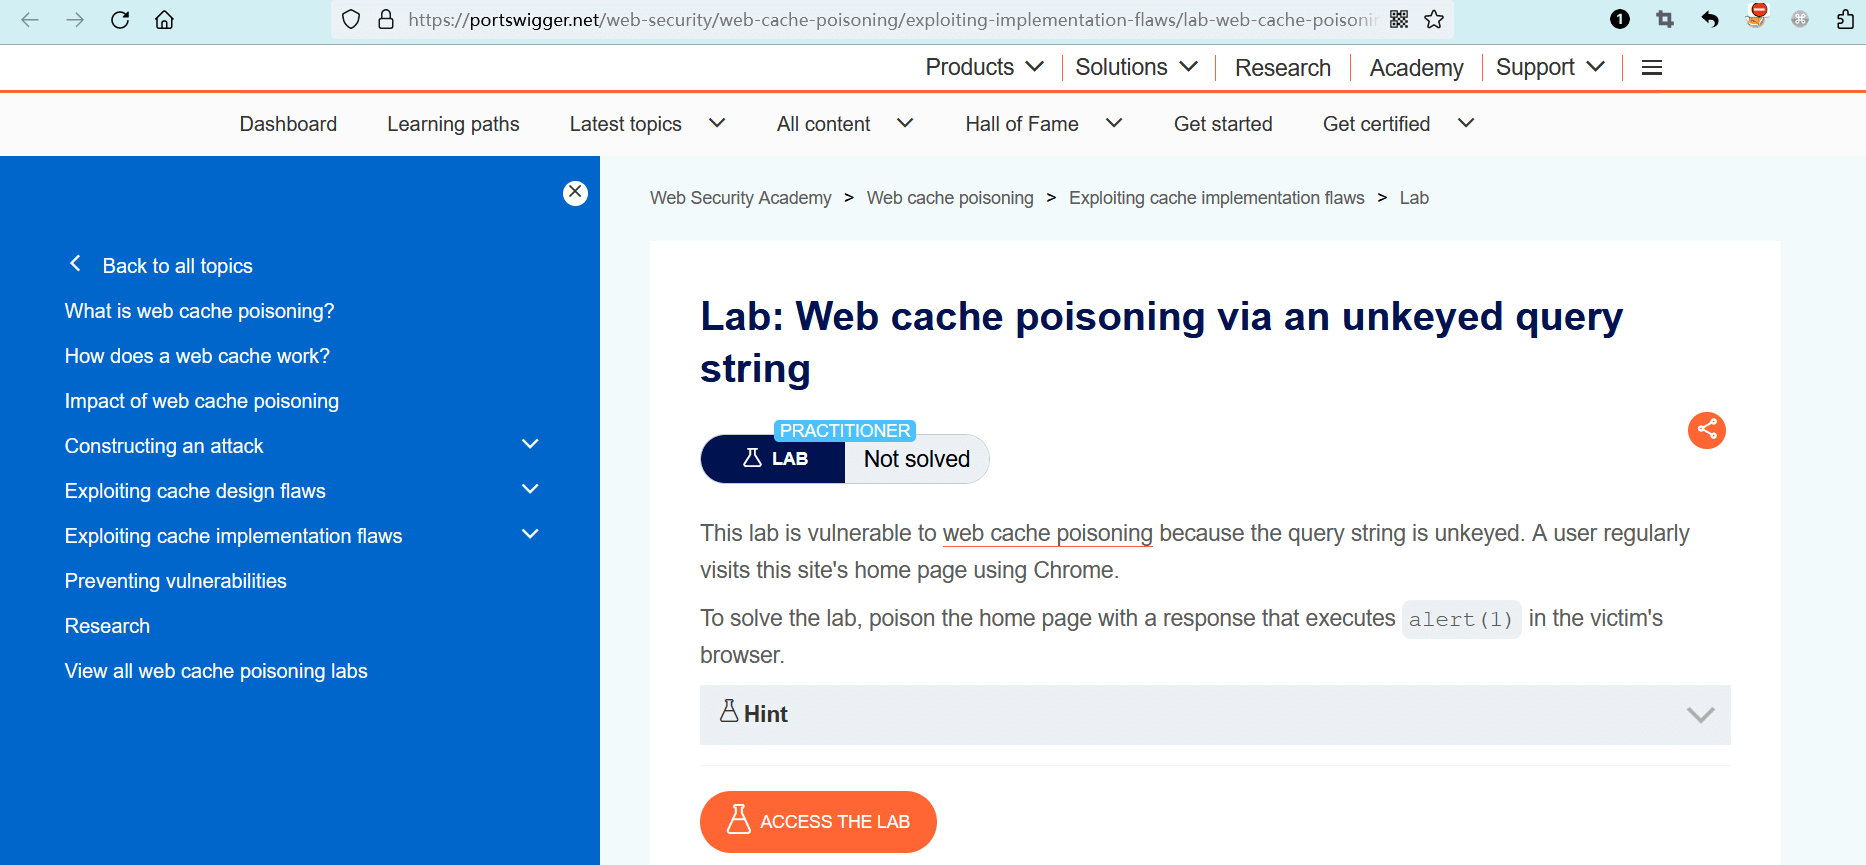 https://portswigger.net/web-security/web-cache-poisoning/exploiting-implementation-flaws/lab-web-cache-poisonin
1
Products
Solutions
Research
Academy
Support
Dashboard
Learning paths
Latest topics
All content
Hall of Fame
Get started
Get certified
Back to all topics
What is web cache poisoning?
How does a web cache work?
Impact of web cache poisoning
Constructing an attack
Exploiting cache design flaws
Exploiting cache implementation flaws
Preventing vulnerabilities
Research
View all web cache poisoning labs
Web Security Academy > Web cache poisoning > Exploiting cache implementation flaws > Lab
Lab: Web cache poisoning via an unkeyed query
string
PRACTITIONER
LAB
Not solved
This lab is vulnerable to web cache poisoning because the query string is unkeyed. A user regularly
visits this site's home page using Chrome.
To solve the lab, poison the home page with a response that executes alert(1) in the victim's
browser.
Hint
ACCESS THE LAB